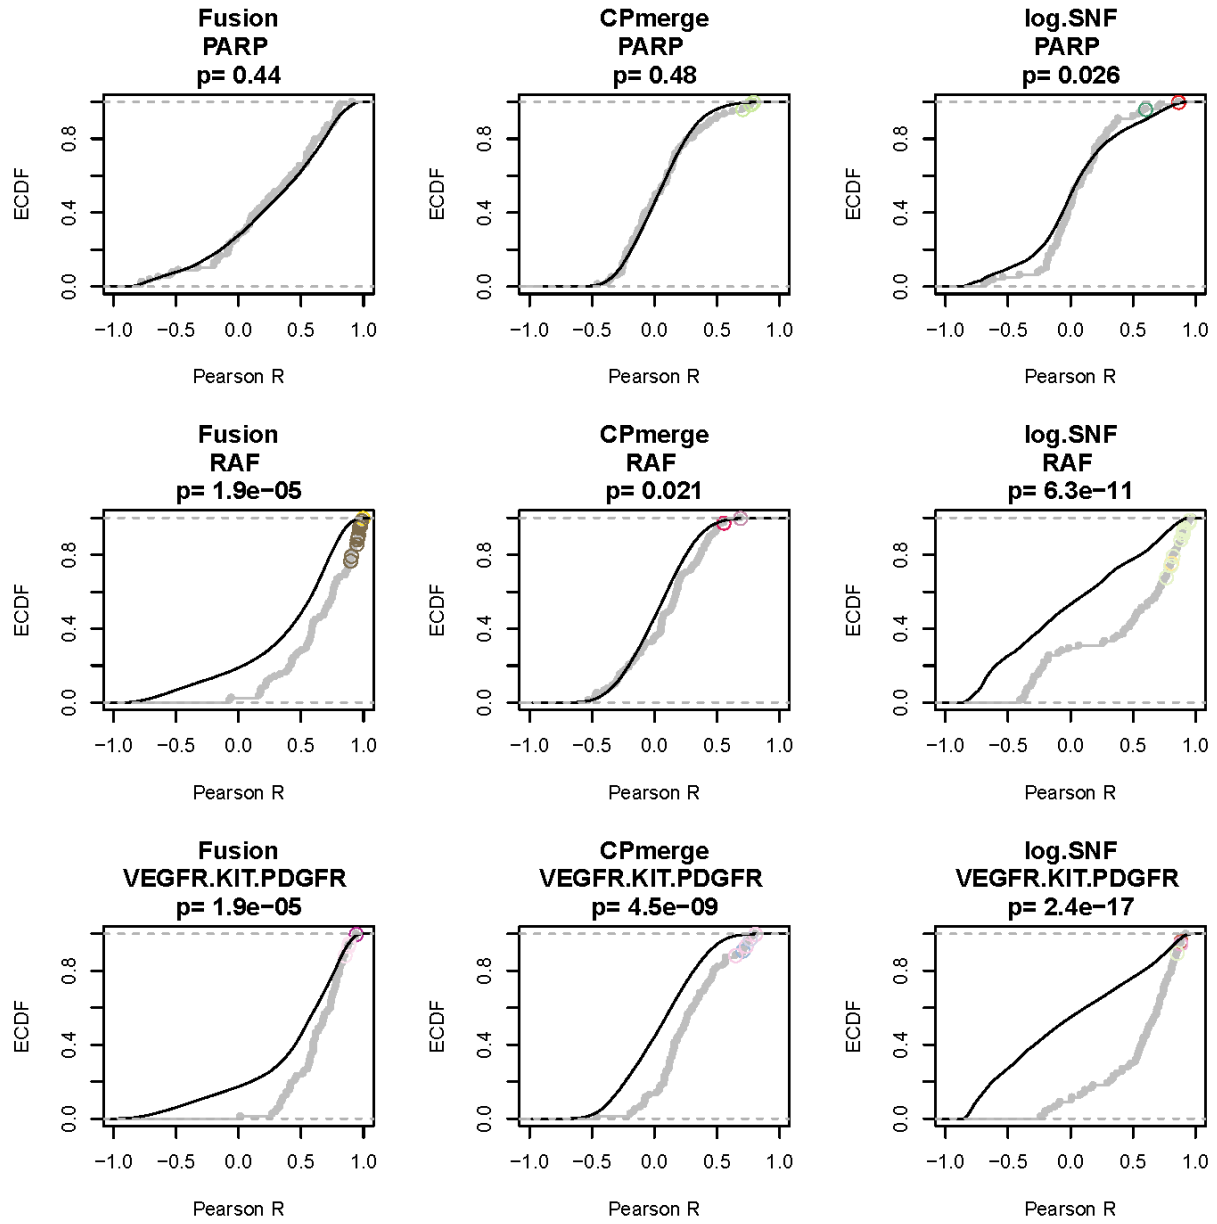 Fusion
PARP
p= 0.44
CPmerge
PARP
p= 0.48
log.SNF
PARP
p= 0.026
ECDF
0.0 0.4 0.8
−1.0 −0.5 0.0 0.5 1.0
Pearson R
ECDF
0.0 0.4 0.8
−1.0 −0.5 0.0 0.5 1.0
Pearson R
ECDF
0.0 0.4 0.8
−1.0 −0.5 0.0 0.5 1.0
Pearson R
Fusion
RAF
p= 1.9e−05
CPmerge
RAF
p= 0.021
log.SNF
RAF
p= 6.3e−11
ECDF
0.0 0.4 0.8
−1.0 −0.5 0.0 0.5 1.0
Pearson R
ECDF
0.0 0.4 0.8
−1.0 −0.5 0.0 0.5 1.0
Pearson R
ECDF
0.0 0.4 0.8
−1.0 −0.5 0.0 0.5 1.0
Pearson R
Fusion
VEGFR.KIT.PDGFR
p= 1.9e−05
CPmerge
VEGFR.KIT.PDGFR
p= 4.5e−09
log.SNF
VEGFR.KIT.PDGFR
p= 2.4e−17
ECDF
0.0 0.4 0.8
−1.0 −0.5 0.0 0.5 1.0
Pearson R
ECDF
0.0 0.4 0.8
−1.0 −0.5 0.0 0.5 1.0
Pearson R
ECDF
0.0 0.4 0.8
−1.0 −0.5 0.0 0.5 1.0
Pearson R